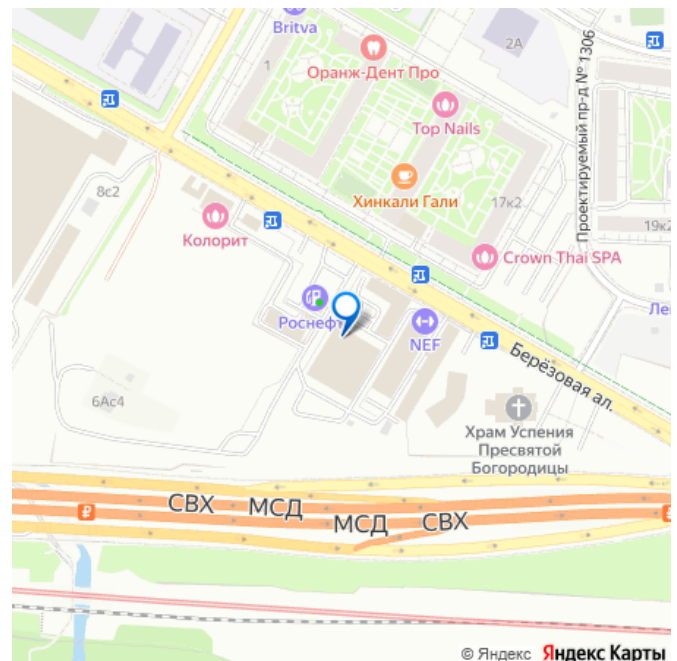 Britva
2А
1
Оранж-Дент Про
Проектируемый пр-д № 1306
Top Nails
8с2
Хинкали Гали
17к2
19к2
Колорит
Crown Thai SPA
Роснефть
NEF
Берёзовая ал.
6Ас4
Храм Успения
Пресвятой
Богородицы
СВХ МСД МСД СВХ
© Яндекс Яндекс Карты